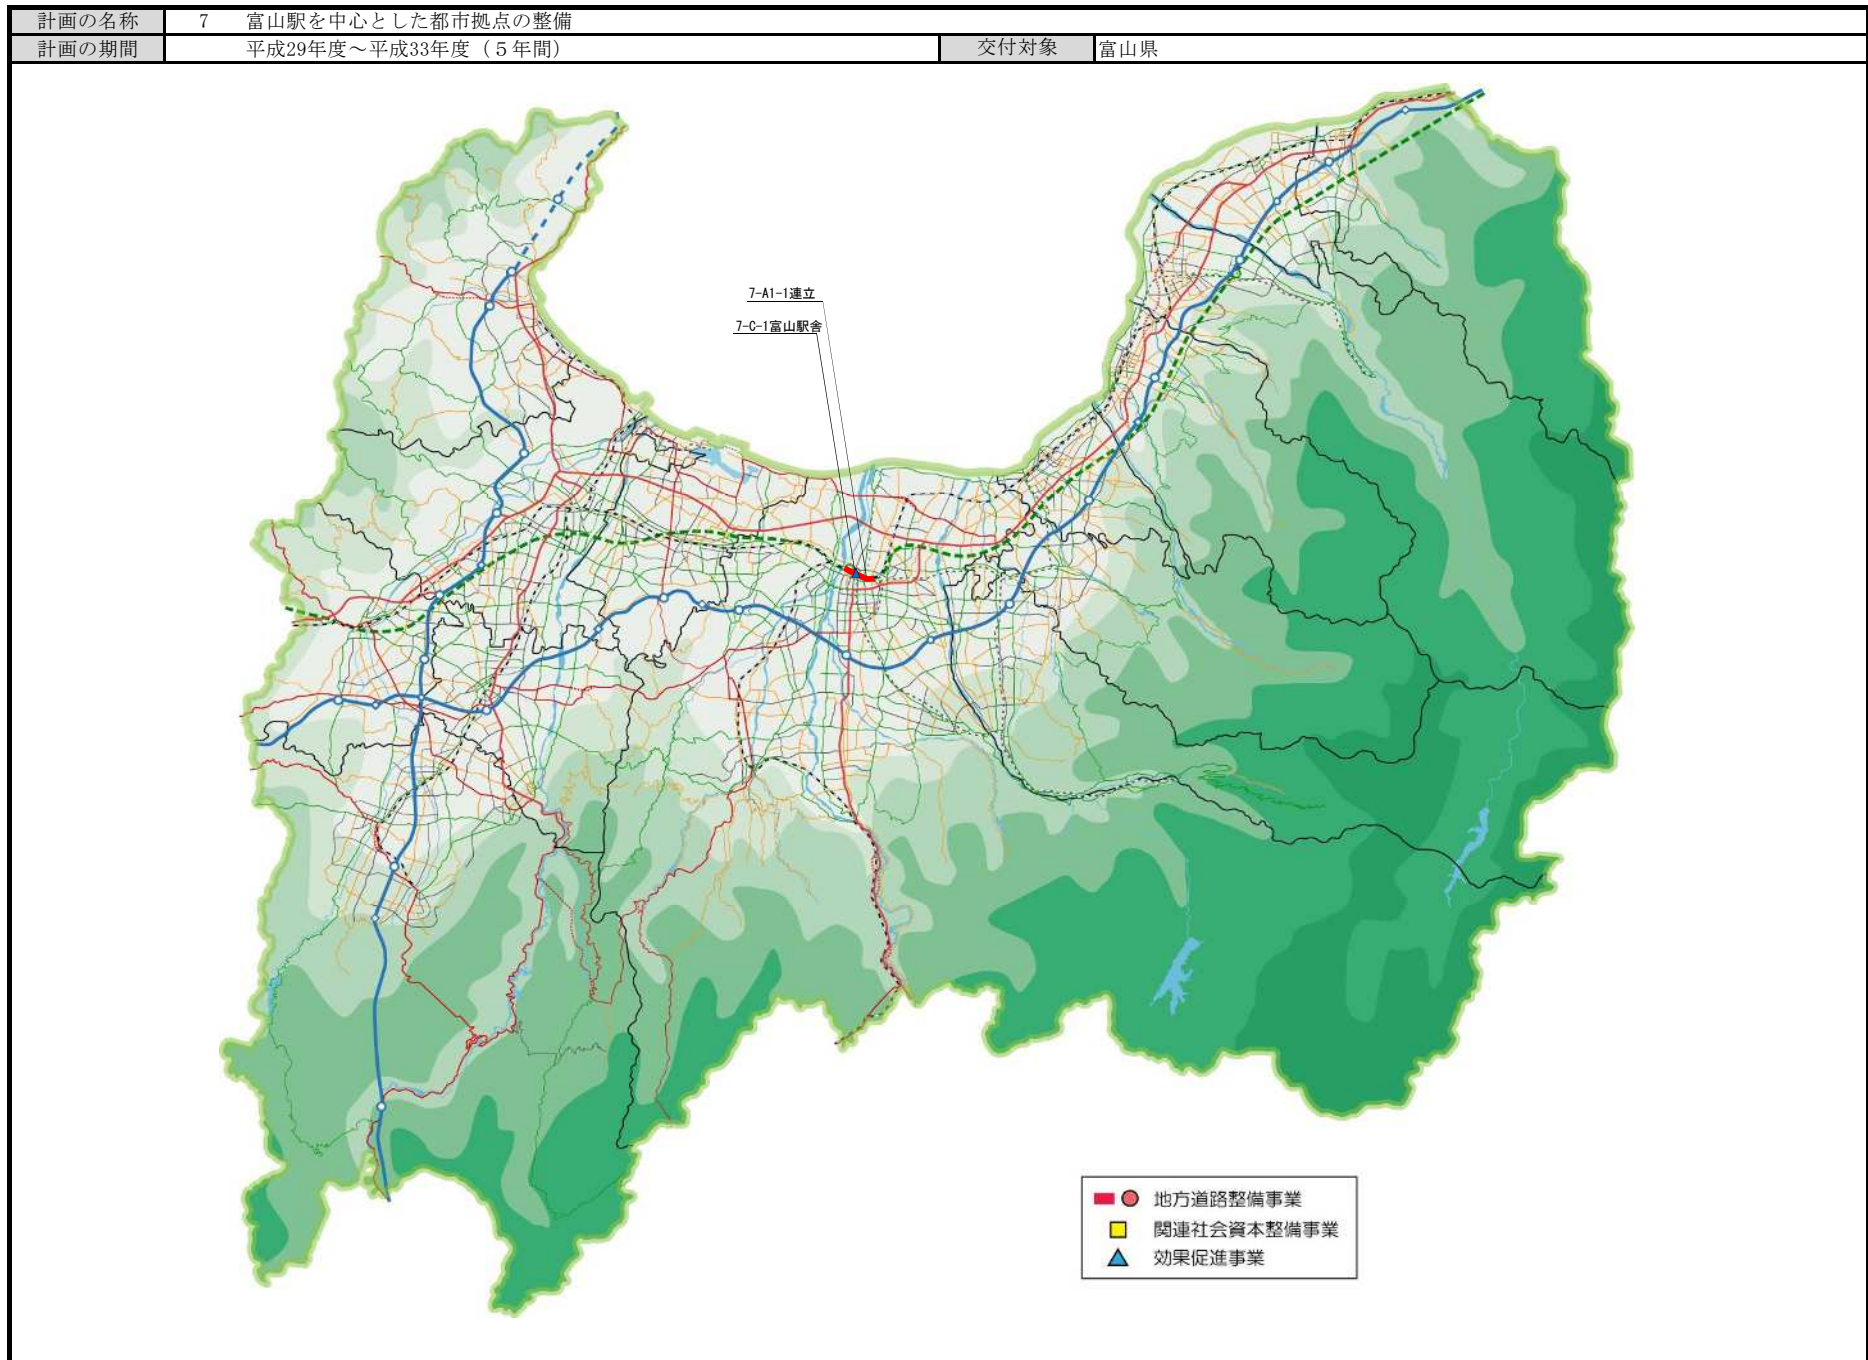 計画の名称 7 富山駅を中心とした都市拠点の整備
計画の期間 平成29年度～平成33年度（５年間） 交付対象 富山県
7-A1-1連立
7-C-1富山駅舎
地方道路整備事業
関連社会資本整備事業
効果促進事業